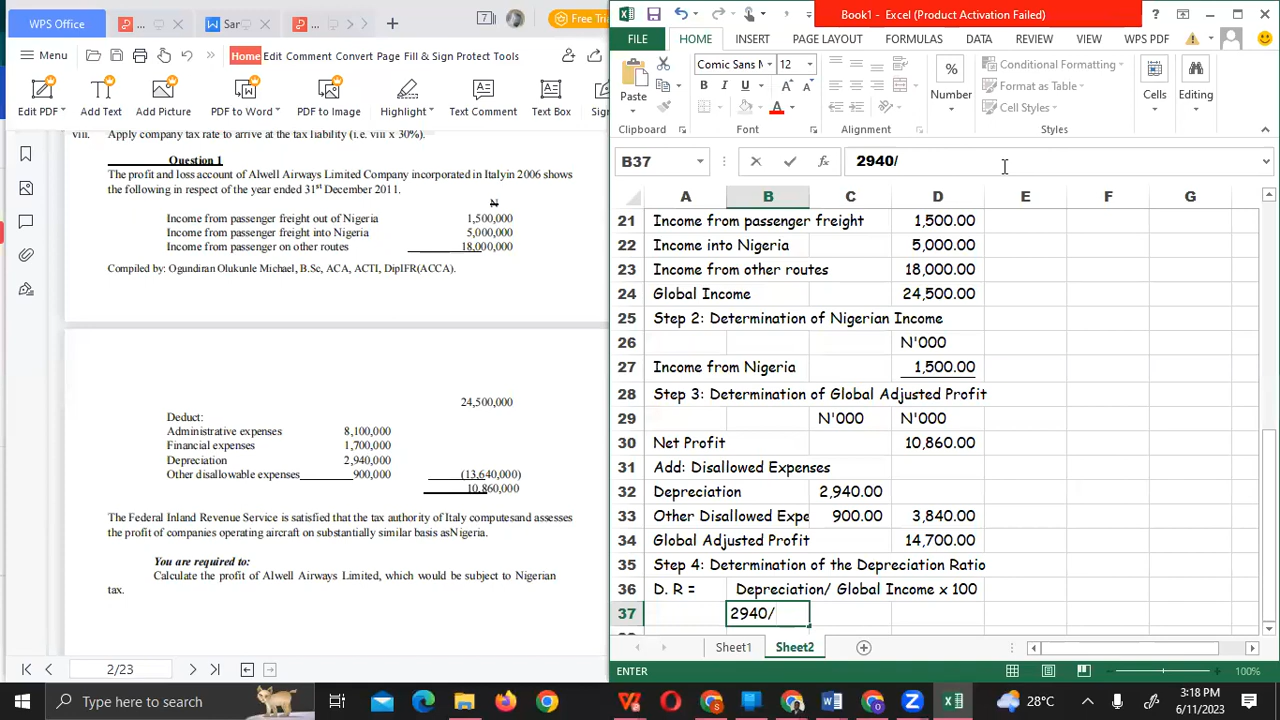 WPS Office
...
Sar
...
7
Free Tria
Menu
Home Edit Comment Convert Page Fill & Sign Protect Tools
Edit PDF
Add Text
Add Picture
PDF to Word
PDF to Image
Highlight
Text Comment
Text Box
Sign
viii. Apply company tax rate to arrive at the tax liability (i.e. viii x 30%).
Question 1
The profit and loss account of Alwell Airways Limited Company incorporated in Italyin 2006 shows
the following in respect of the year ended 31st December 2011.
N
Income from passenger freight out of Nigeria 1,500,000
Income from passenger freight into Nigeria 5,000,000
Income from passenger on other routes 18,000,000
Compiled by: Ogundiran Olukunle Michael, B.Sc, ACA, ACTI, DipIFR(ACCA).
24,500,000
Deduct:
Administrative expenses 8,100,000
Financial expenses 1,700,000
Depreciation 2,940,000
Other disallowable expenses 900,000 (13,640,000)
10,860,000
The Federal Inland Revenue Service is satisfied that the tax authority of Italy computesand assesses
the profit of companies operating aircraft on substantially similar basis asNigeria.
You are required to:
Calculate the profit of Alwell Airways Limited, which would be subject to Nigerian
tax.
2/23
Book1 - Excel (Product Activation Failed)
FILE HOME INSERT PAGE LAYOUT FORMULAS DATA REVIEW VIEW WPS PDF
Paste
Comic Sans M 12
B I U A A
Number
Conditional Formatting
Format as Table
Cell Styles
Cells
Editing
Clipboard Font Alignment Styles
B37 fx 2940/
A B C D E F G
21 Income from passenger freight 1,500.00
22 Income into Nigeria 5,000.00
23 Income from other routes 18,000.00
24 Global Income 24,500.00
25 Step 2: Determination of Nigerian Income
26 N'000
27 Income from Nigeria 1,500.00
28 Step 3: Determination of Global Adjusted Profit
29 N'000 N'000
30 Net Profit 10,860.00
31 Add: Disallowed Expenses
32 Depreciation 2,940.00
33 Other Disallowed Expe 900.00 3,840.00
34 Global Adjusted Profit 14,700.00
35 Step 4: Determination of the Depreciation Ratio
36 D. R = Depreciation/ Global Income x 100
37 2940/
Sheet1 Sheet2
ENTER 100%
Type here to search
28°C
3:18 PM
6/11/2023